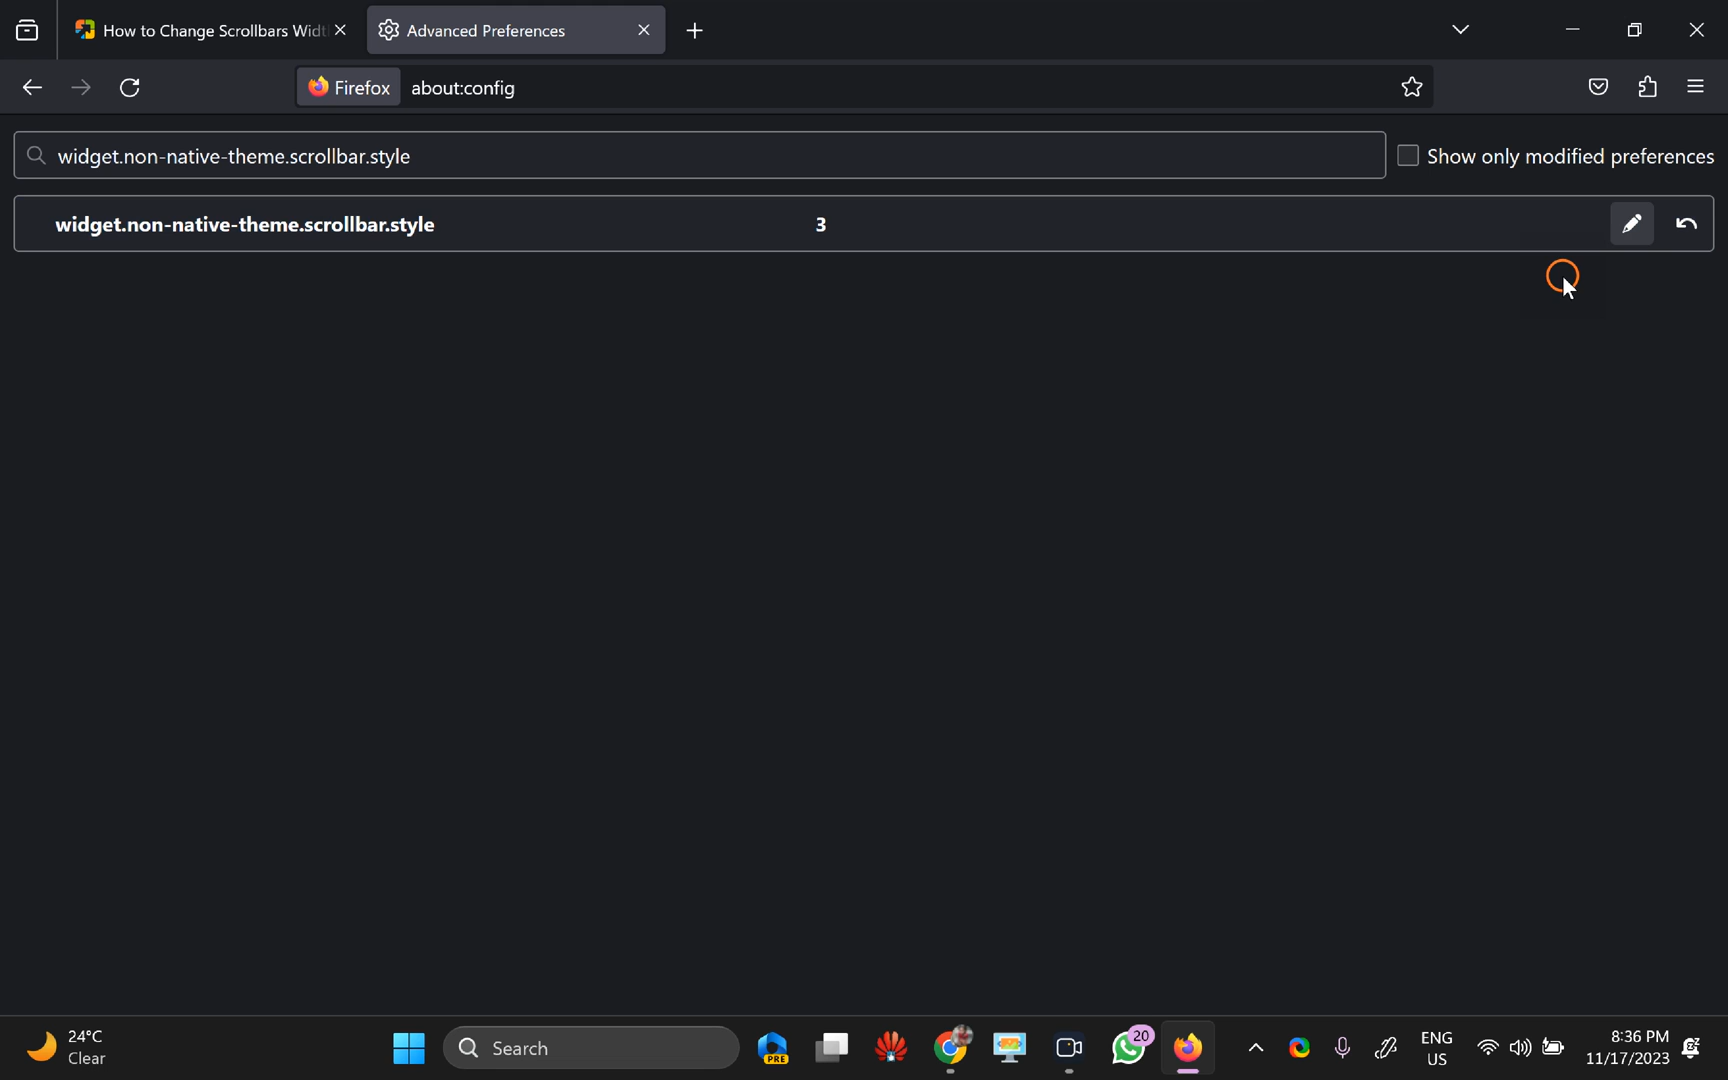 How to Change Scrollbars Widt
Advanced Preferences
Firefox
about:config
widget.non-native-theme.scrollbar.style
Show only modified preferences
widget.non-native-theme.scrollbar.style
3
24°C
Clear
Search
PRE
20
ENG
US
8:36 PM
11/17/2023